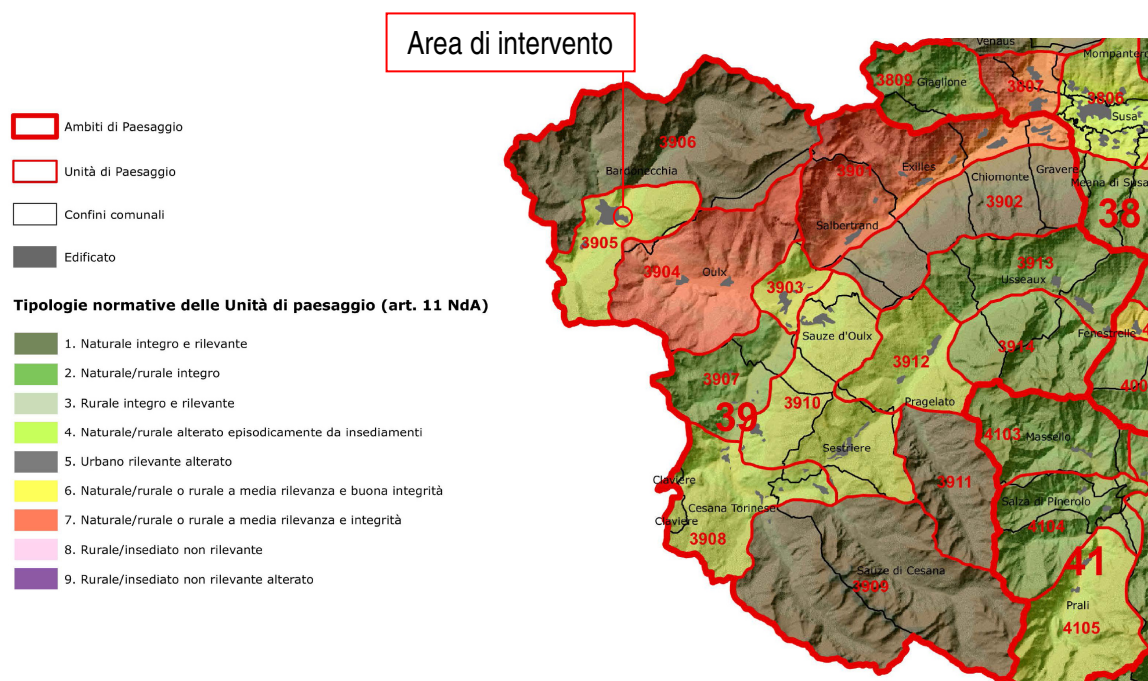 Area di intervento
Ambiti di Paesaggio
Unità di Paesaggio
Confini comunali
Edificato
Tipologie normative delle Unità di paesaggio (art. 11 NdA)
1. Naturale integro e rilevante
2. Naturale/rurale integro
3. Rurale integro e rilevante
4. Naturale/rurale alterato episodicamente da insediamenti
5. Urbano rilevante alterato
6. Naturale/rurale o rurale a media rilevanza e buona integrità
7. Naturale/rurale o rurale a media rilevanza e integrità
8. Rurale/insediato non rilevante
9. Rurale/insediato non rilevante alterato
Venaus
Mompantero
3809
Giaglione
3807
3806
Susa
3906
Bardonecchia
3901
Exilles
Chiomonte
Gravere
Meana di Susa
3902
38
Salbertrand
3905
3904
Oulx
3903
3913
Usseaux
Sauze d'Oulx
3912
3914
Fenestrelle
3907
39
3910
Pragelato
400
4103
Massello
Sestriere
3911
Claviere
Cesana Torinese
Claviere
3908
Salza di Pinerolo
4104
41
Sauze di Cesana
3909
Prali
4105